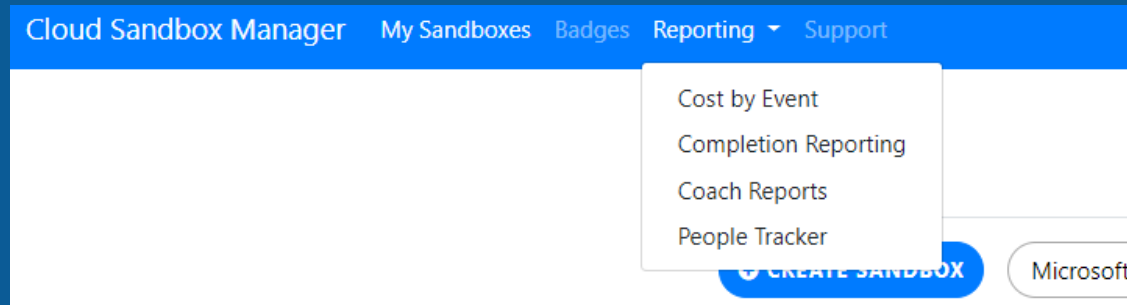 Cloud Sandbox Manager My Sandboxes Badges Reporting Support
Cost by Event
Completion Reporting
Coach Reports
People Tracker
CREATE SANDBOX Microsoft